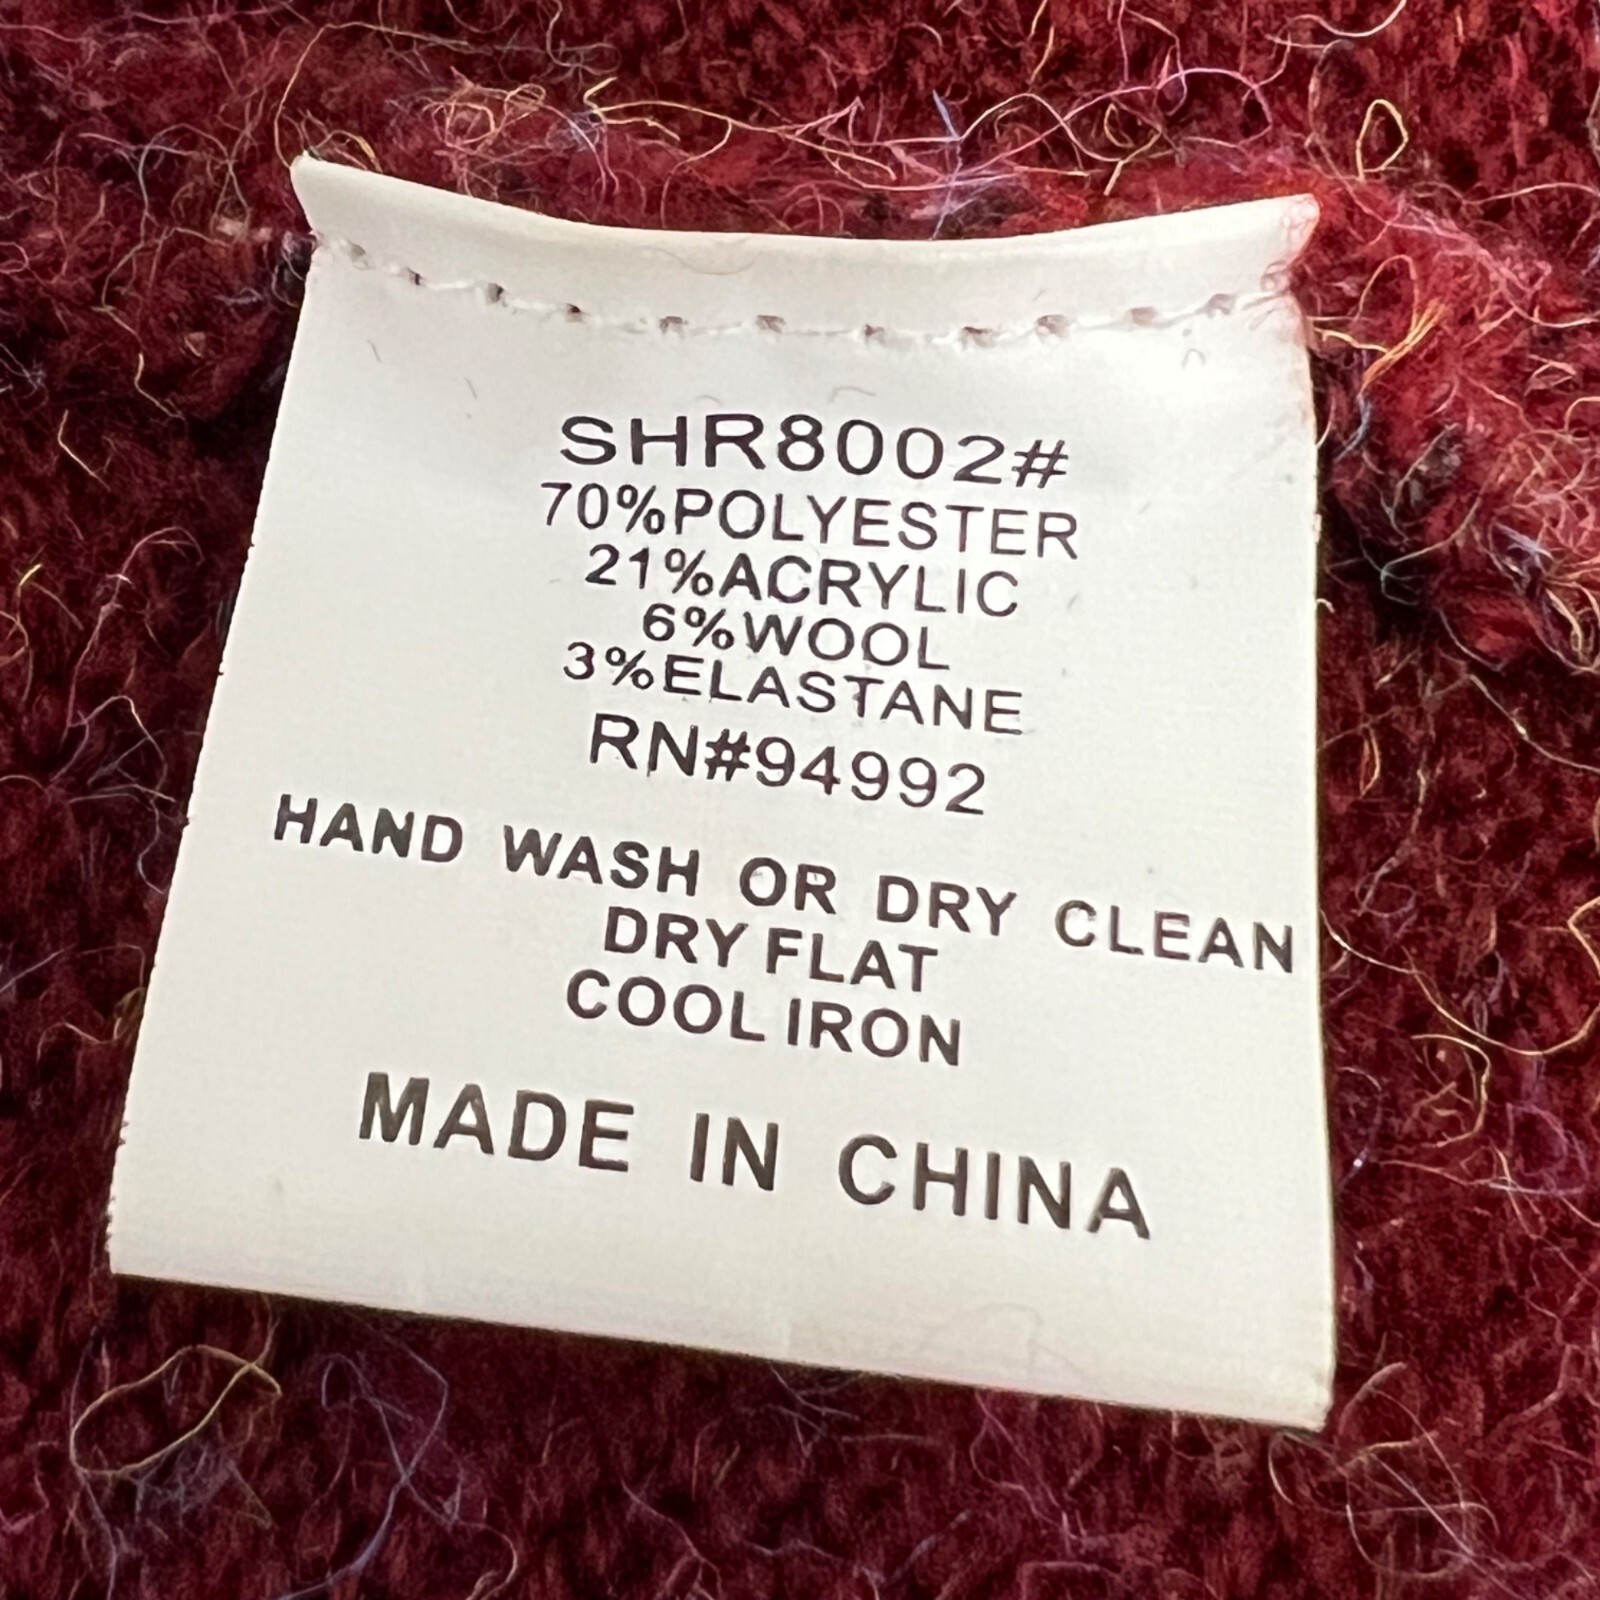 SHR8002#
70%POLYESTER
21%ACRYLIC
6%WOOL
3%ELASTANE
RN#94992
HAND WASH OR DRY CLEAN
DRY FLAT
COOL IRON
MADE IN CHINA